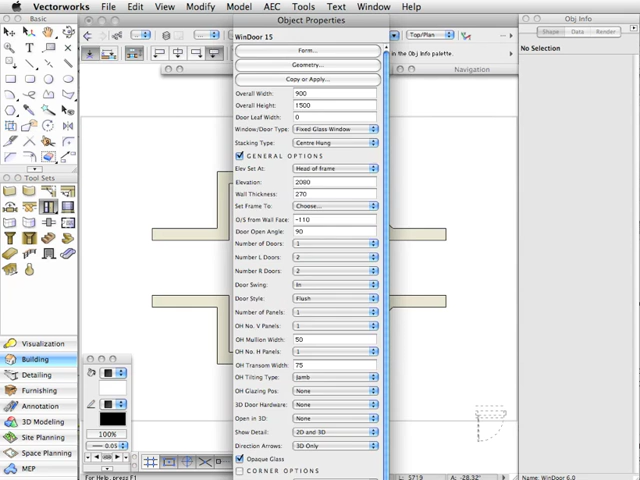 Vectorworks File Edit View Modify Model AEC Tools Text Window Help
Basic
Object Properties
Obj Info
Shape Data Render
No Selection
Top/Plan
in the Obj Info palette.
Navigation
WinDoor 15
Form...
Geometry...
Copy or Apply...
Overall Width: 900
Overall Height: 1500
Door Leaf Width: 0
Window/Door Type: Fixed Glass Window
Stacking Type: Centre Hung
GENERAL OPTIONS
Elev Set At: Head of frame
Elevation: 2080
Wall Thickness: 270
Set Frame To: Choose...
O/S from Wall Face: -110
Door Open Angle: 90
Number of Doors: 1
Number L Doors: 2
Number R Doors: 2
Door Swing: In
Door Style: Flush
Number of Panels: 1
OH No. V Panels: 1
OH Mullion Width: 50
OH No. H Panels: 1
OH Transom Width: 75
OH Tilting Type: Jamb
OH Glazing Pos: None
3D Door Hardware: None
Open in 3D: None
Show Detail: 2D and 3D
Direction Arrows: 3D Only
Opaque Glass
CORNER OPTIONS
Tool Sets
Visualization
Building
Detailing
Furnishing
Annotation
3D Modeling
Site Planning
Space Planning
MEP
100%
0.05
For Help, press F1
L: 5719
A: -28.32°
Name: WinDoor 6.0